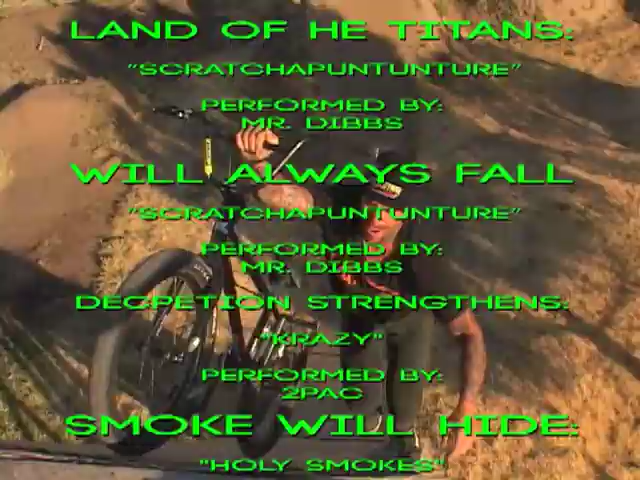 LAND OF HE TITANS:
"SCRATCHAPUNTUNTURE"
PERFORMED BY:
MR. DIBBS
WILL ALWAYS FALL
"SCRATCHAPUNTUNTURE"
PERFORMED BY:
MR. DIBBS
DECPETION STRENGTHENS:
"KRAZY"
PERFORMED BY:
2PAC
SMOKE WILL HIDE:
"HOLY SMOKES"